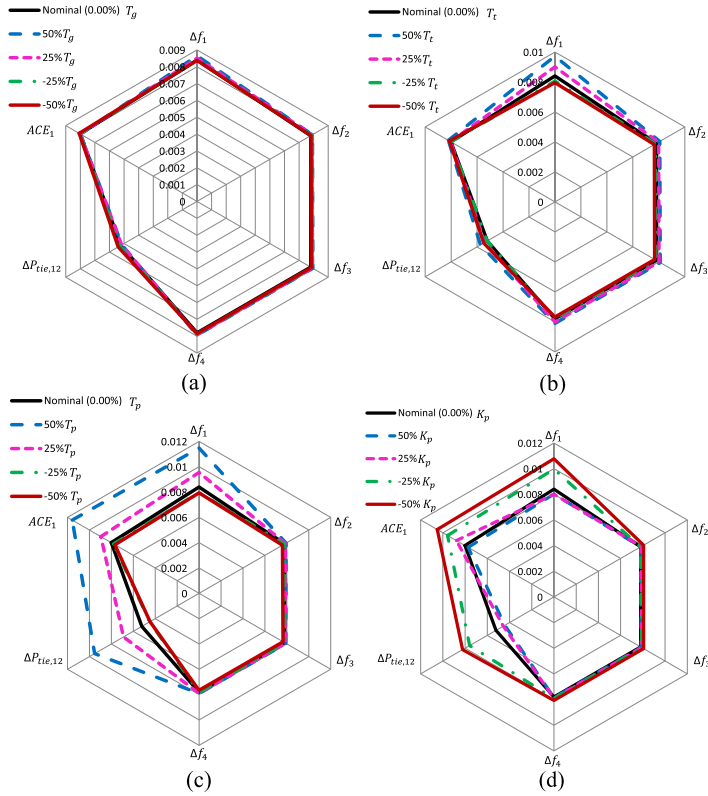 Nominal (0.00%) T_g
50%T_g
25%T_g
-25%T_g
-50%T_g
Δf_1
Δf_2
Δf_3
Δf_4
ΔP_tie,12
ACE_1
0.009
0.008
0.007
0.006
0.005
0.004
0.003
0.002
0.001
0
(a)
Nominal (0.00%) T_t
50% T_t
25% T_t
-25% T_t
-50% T_t
Δf_1
Δf_2
Δf_3
Δf_4
ΔP_tie,12
ACE_1
0.01
0.008
0.006
0.004
0.002
0
(b)
Nominal (0.00%) T_p
50%T_p
25%T_p
-25% T_p
-50% T_p
Δf_1
Δf_2
Δf_3
Δf_4
ΔP_tie,12
ACE_1
0.012
0.01
0.008
0.006
0.004
0.002
0
(c)
Nominal (0.00%) K_p
50% K_p
25%K_p
-25% K_p
-50% K_p
Δf_1
Δf_2
Δf_3
Δf_4
ΔP_tie,12
ACE_1
0.012
0.01
0.008
0.006
0.004
0.002
0
(d)